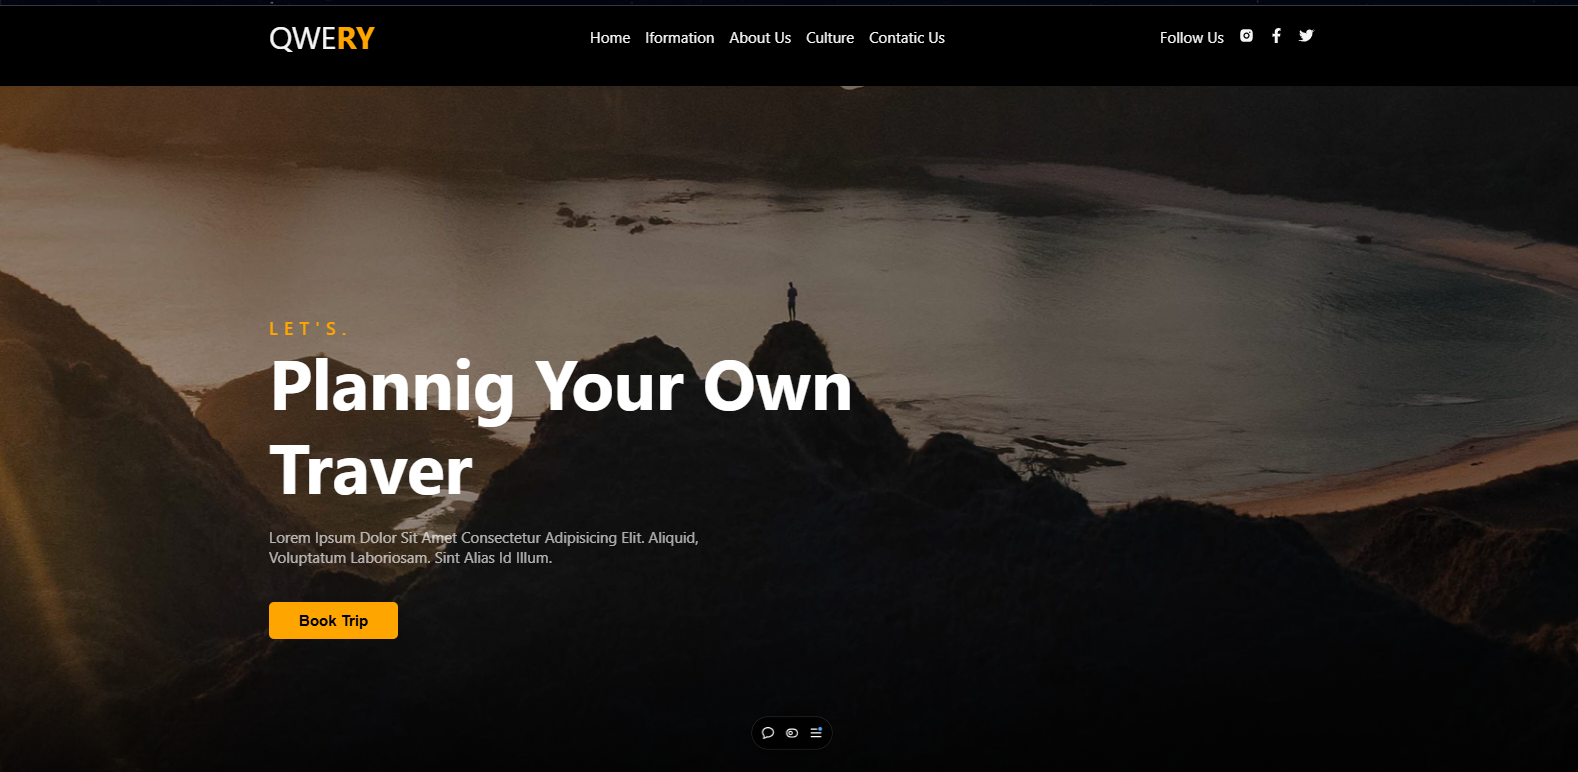 QWERY
Home Iformation About Us Culture Contatic Us
Follow Us
LET'S.
Plannig Your Own
Traver
Lorem Ipsum Dolor Sit Amet Consectetur Adipisicing Elit. Aliquid,
Voluptatum Laboriosam. Sint Alias Id Illum.
Book Trip